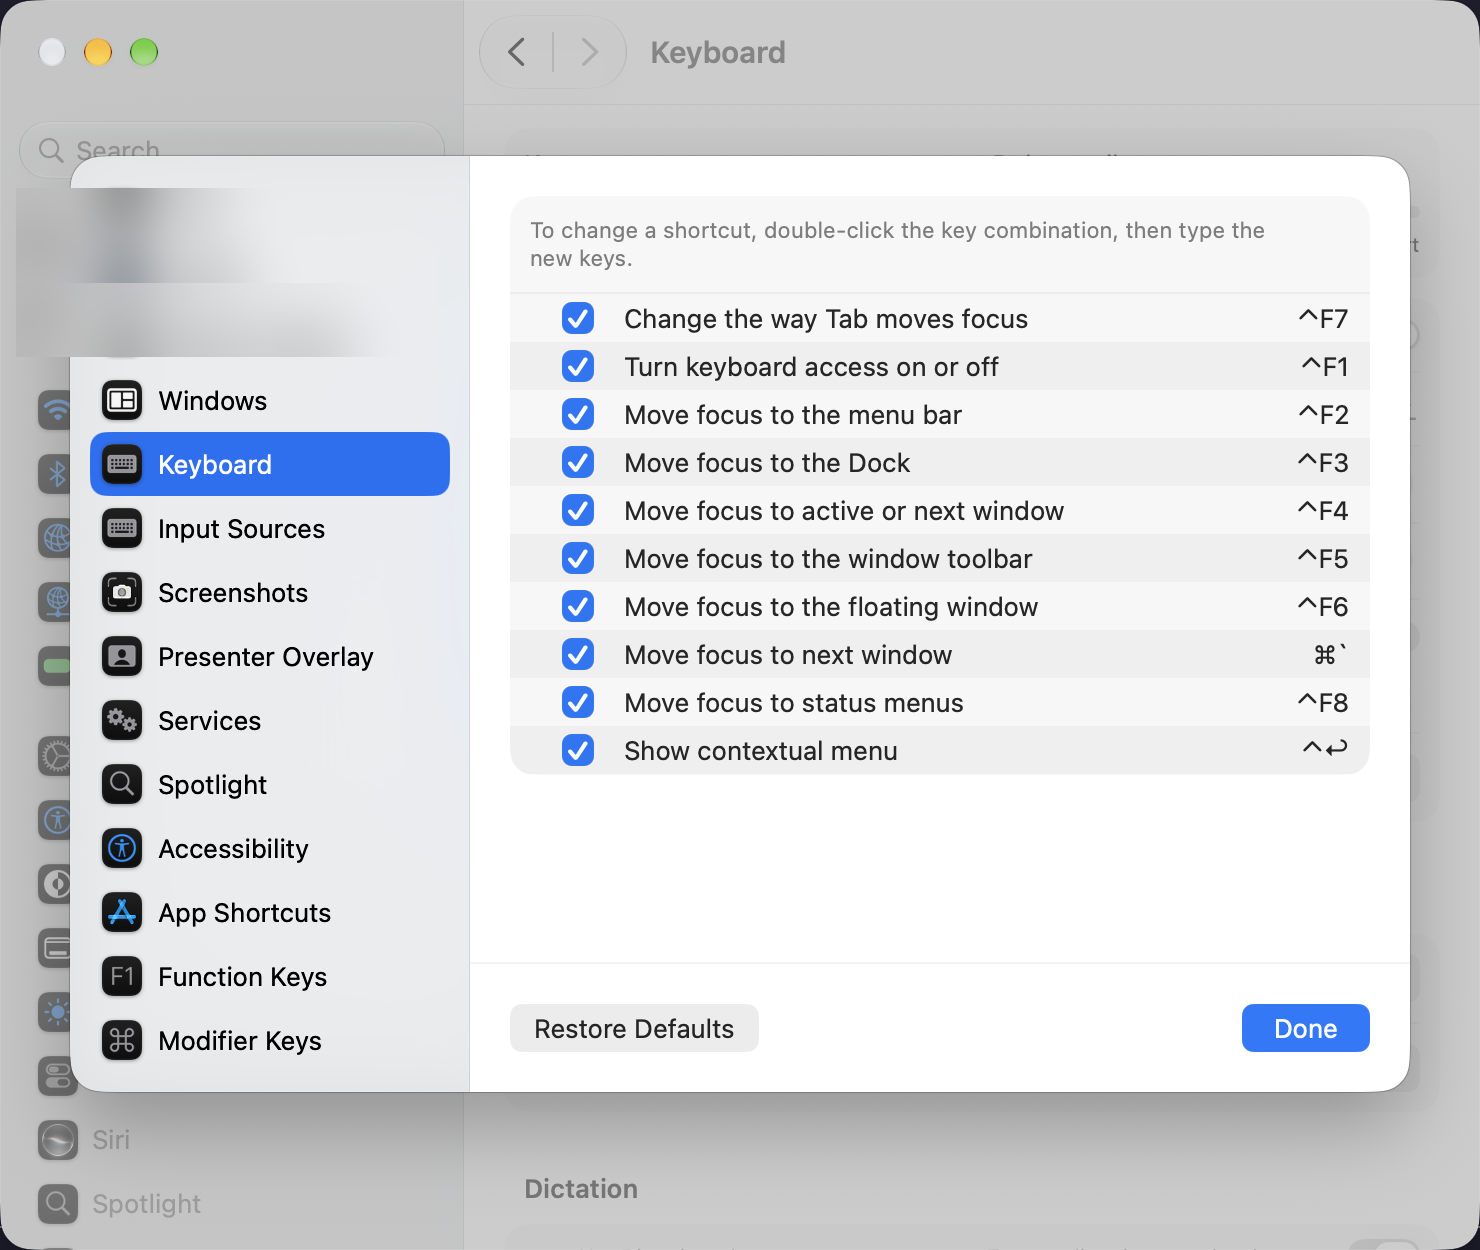 Keyboard
Search
To change a shortcut, double-click the key combination, then type the
new keys.
Change the way Tab moves focus ^F7
Turn keyboard access on or off ^F1
Move focus to the menu bar ^F2
Move focus to the Dock ^F3
Move focus to active or next window ^F4
Move focus to the window toolbar ^F5
Move focus to the floating window ^F6
Move focus to next window ⌘`
Move focus to status menus ^F8
Show contextual menu ^↩
Windows
Keyboard
Input Sources
Screenshots
Presenter Overlay
Services
Spotlight
Accessibility
App Shortcuts
F1 Function Keys
⌘ Modifier Keys
Restore Defaults
Done
Siri
Spotlight
Dictation